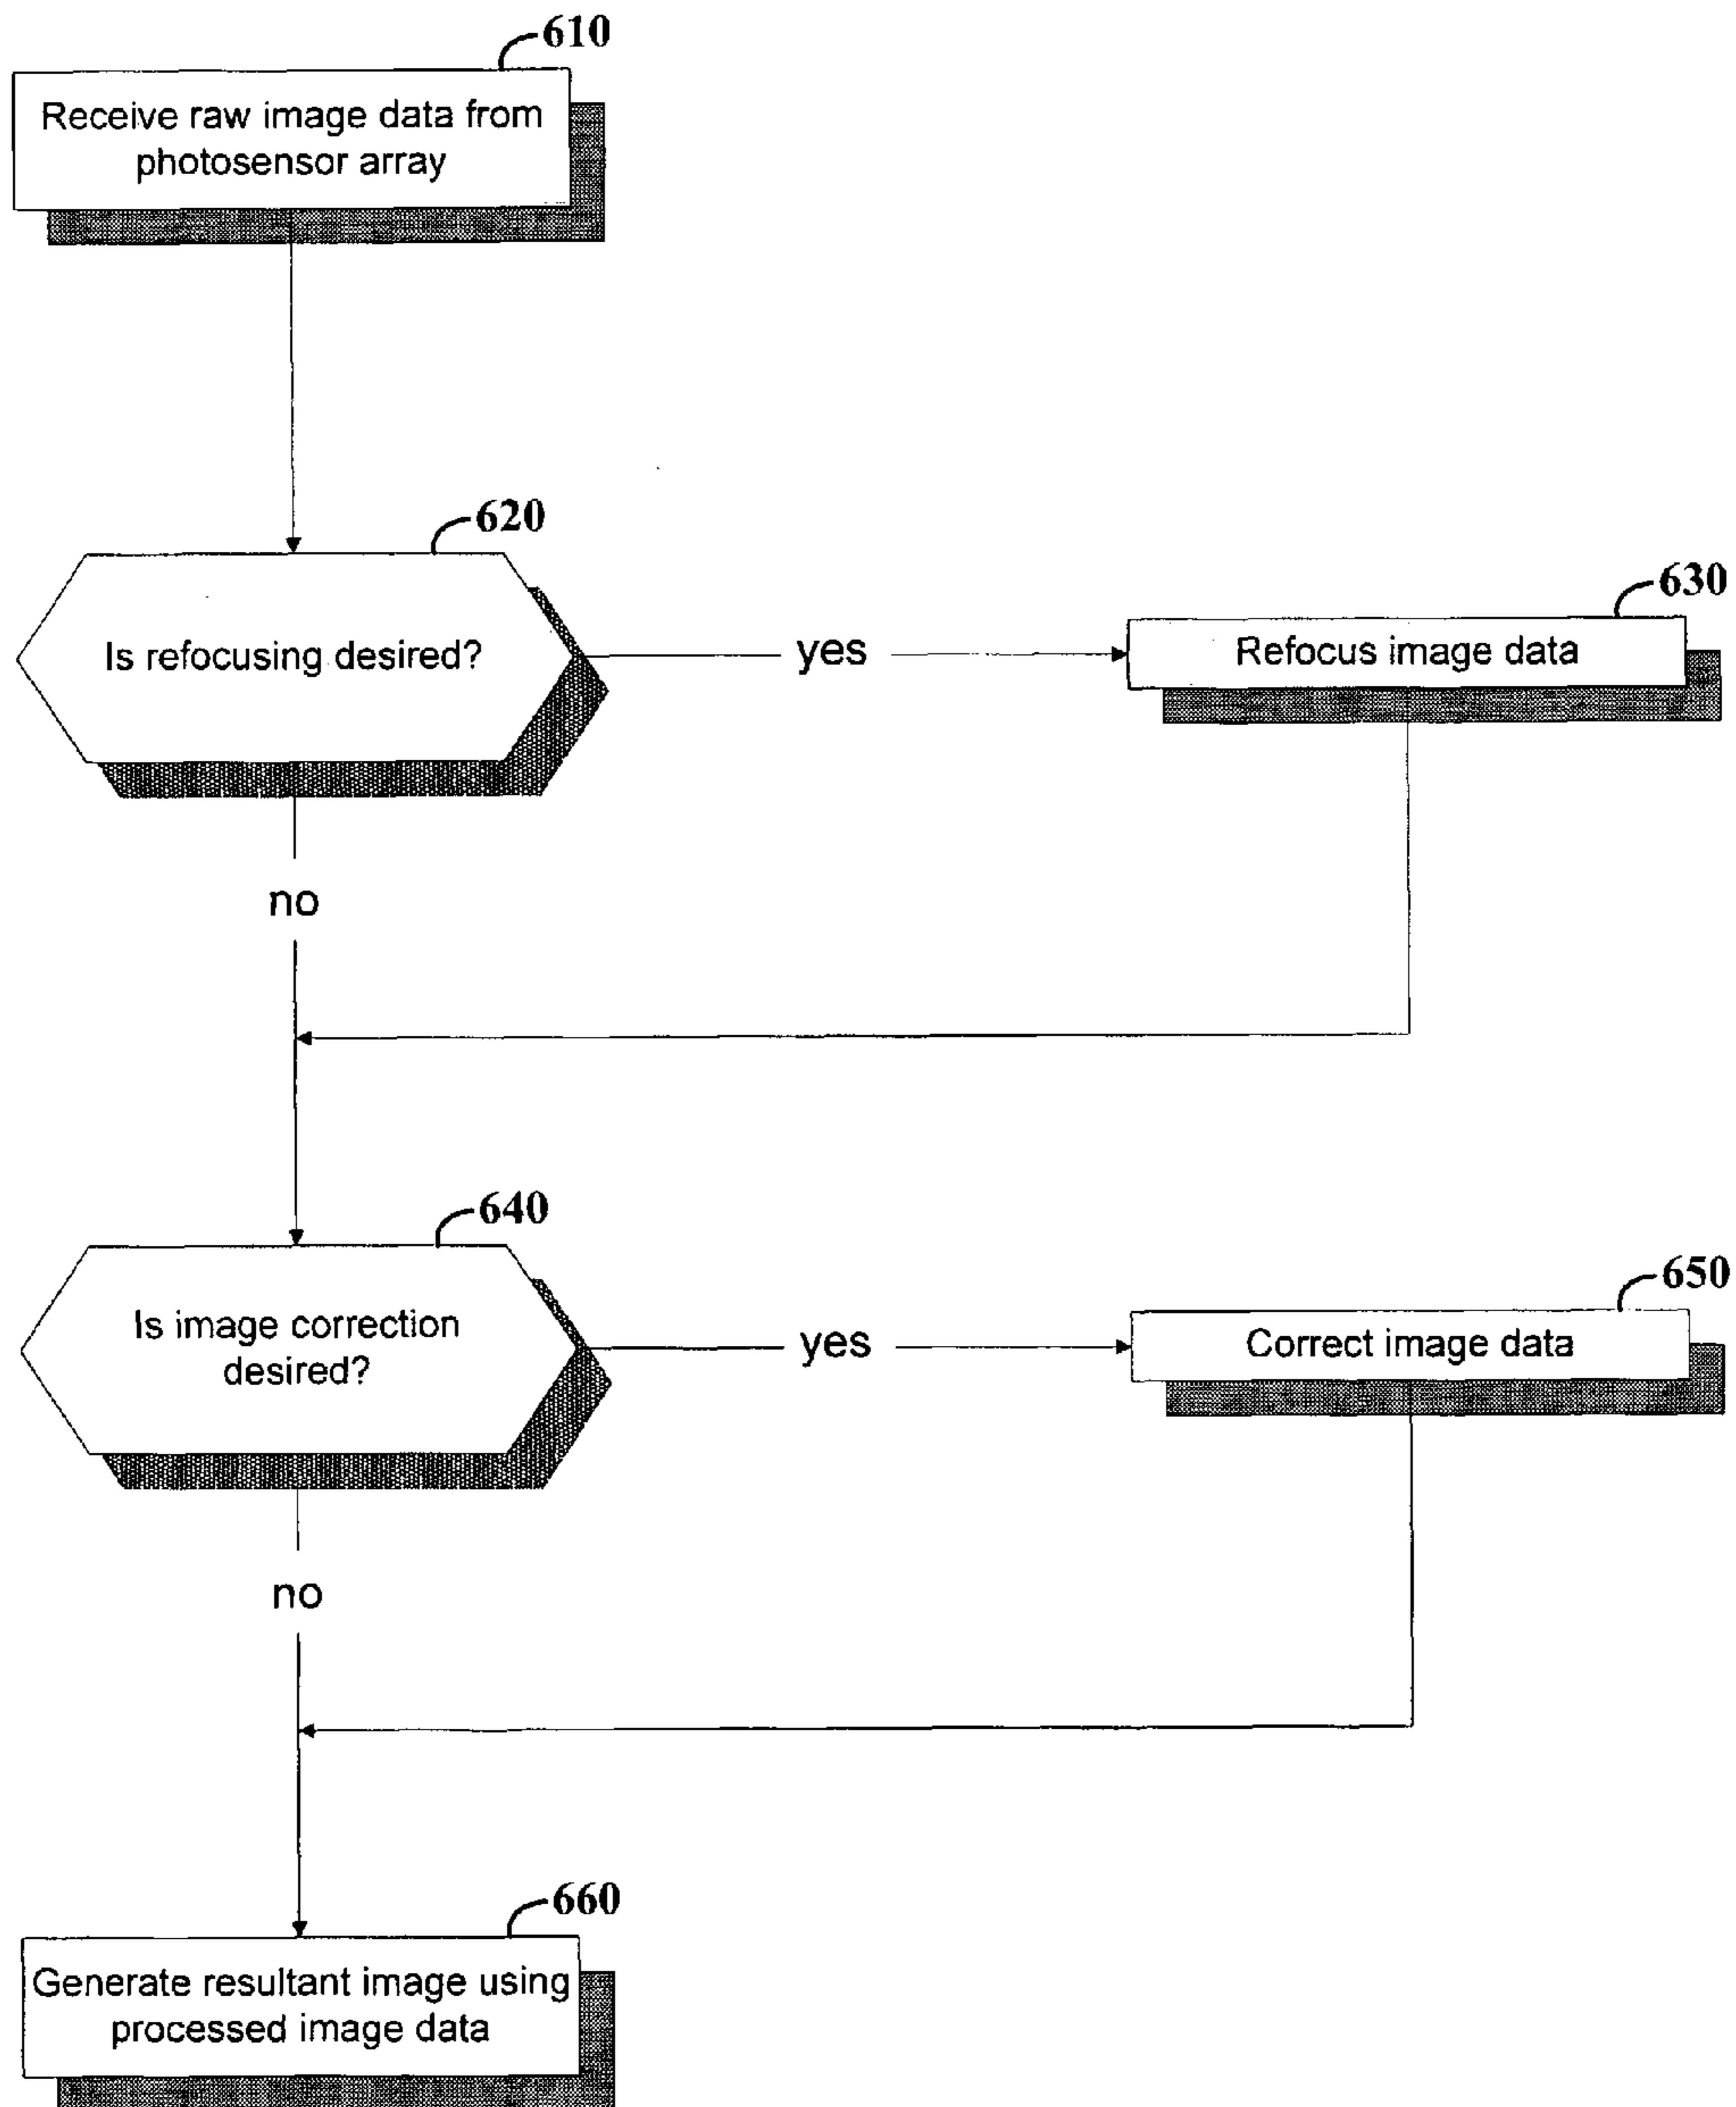 610
Receive raw image data from
photosensor array
620
Is refocusing desired?
yes
630
Refocus image data
no
640
Is image correction
desired?
yes
650
Correct image data
no
660
Generate resultant image using
processed image data